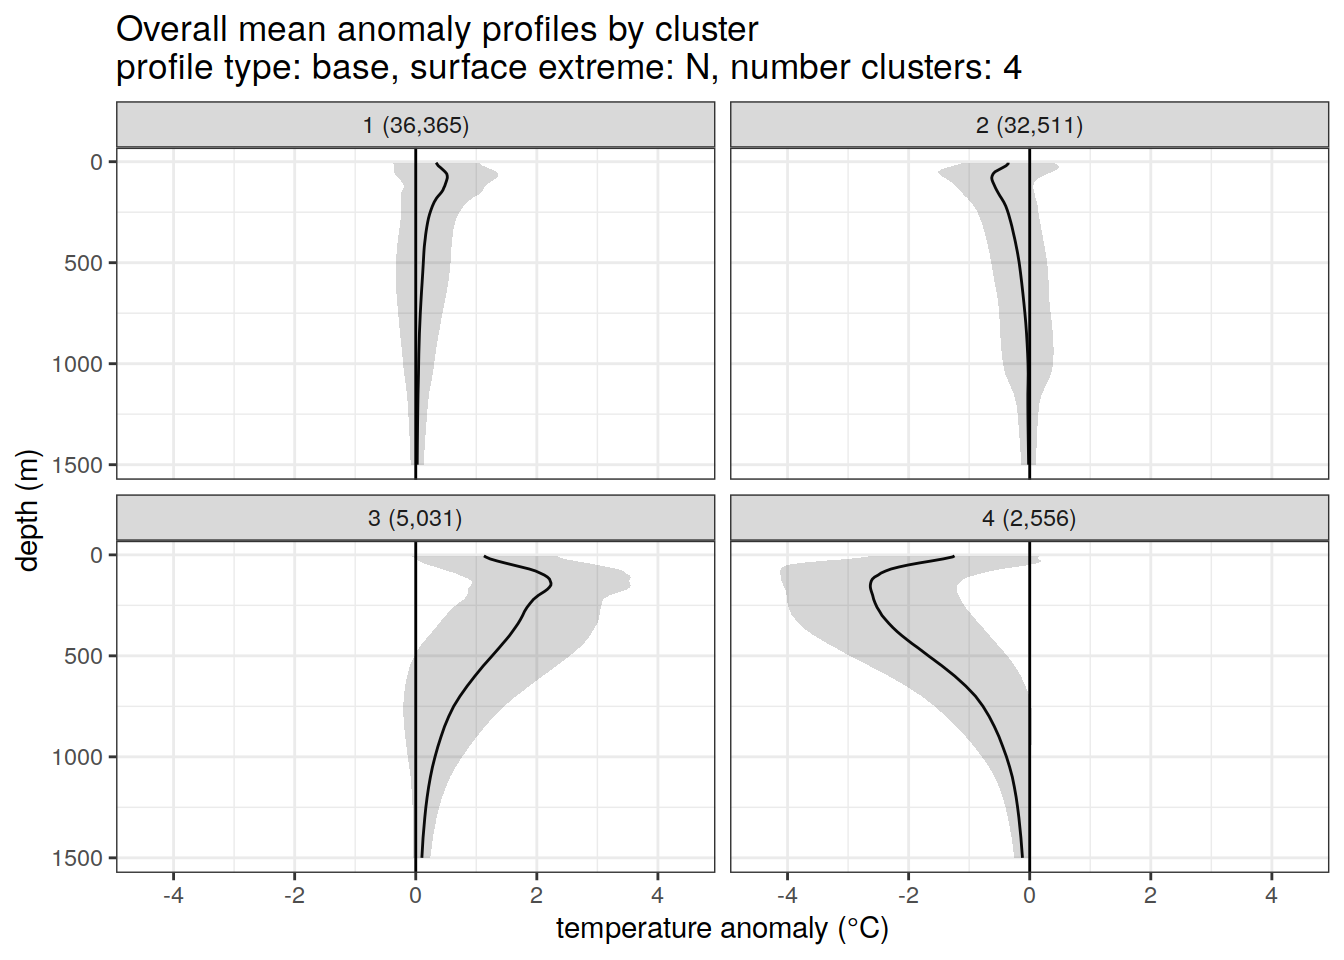 Overall mean anomaly profiles by cluster
profile type: base, surface extreme: N, number clusters: 4
1 (36,365)
2 (32,511)
0
500
1000
1500
3 (5,031)
4 (2,556)
0
500
1000
1500
depth (m)
-4 -2 0 2 4
-4 -2 0 2 4
temperature anomaly (°C)